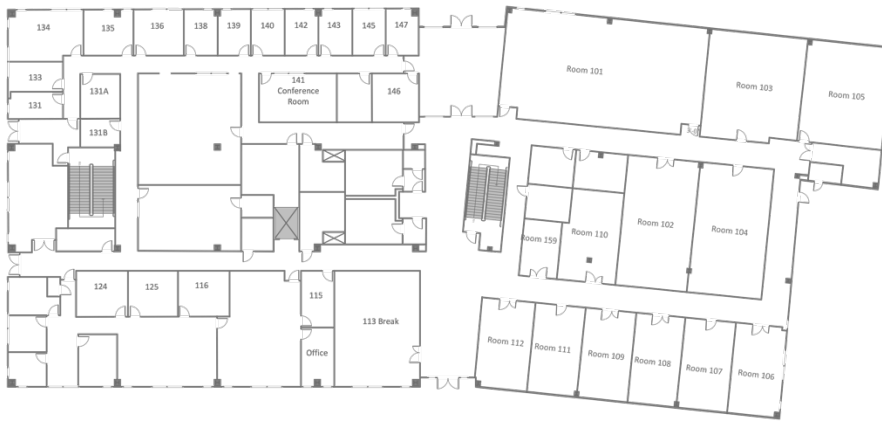 134
135
136
138
139
140
142
143
145
147
133
131
131A
131B
141
Conference
Room
146
Room 101
Room 103
Room 105
Room 159
Room 110
Room 102
Room 104
124
125
116
115
113 Break
Office
Room 112
Room 111
Room 109
Room 108
Room 107
Room 106